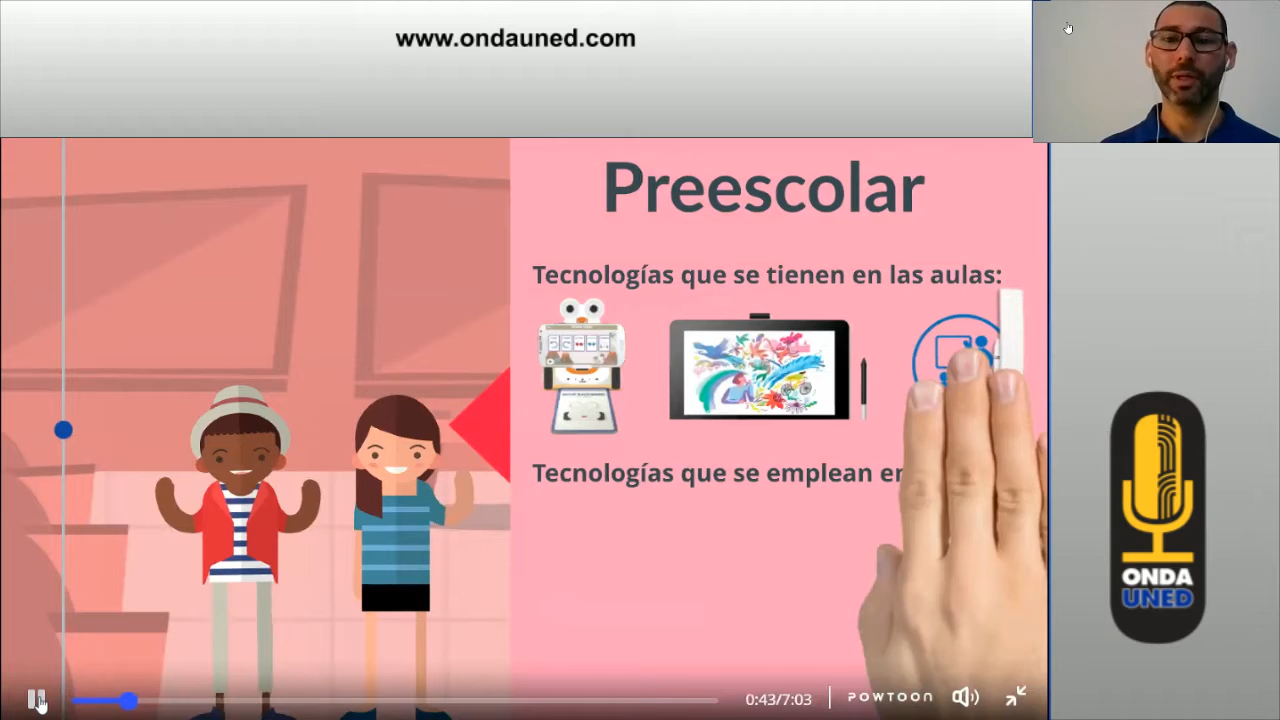 www.ondauned.com
Preescolar
Tecnologías que se tienen en las aulas:
Tecnologías que se emplean en
ONDA
UNED
0:43/7:03
POWTOON